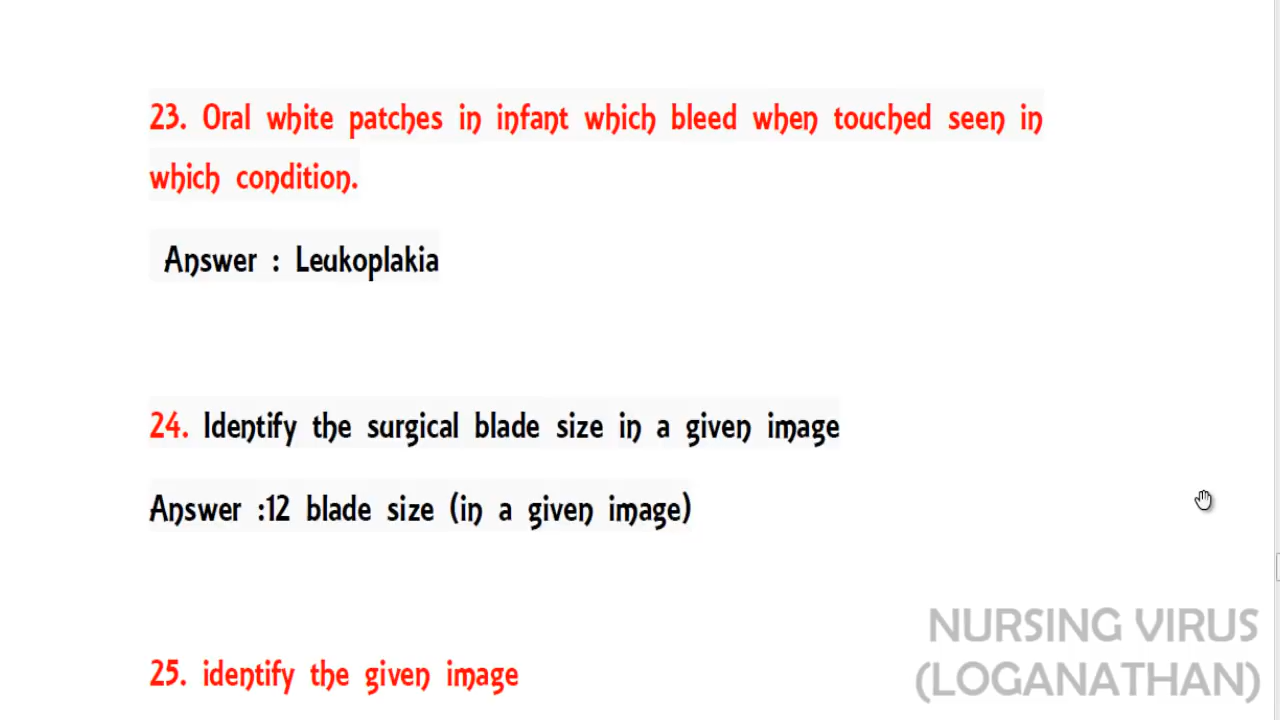 23. Oral white patches in infant which bleed when touched seen in
which condition.
Answer : Leukoplakia
24. Identify the surgical blade size in a given image
Answer :12 blade size (in a given image)
25. identify the given image
NURSING VIRUS
(LOGANATHAN)